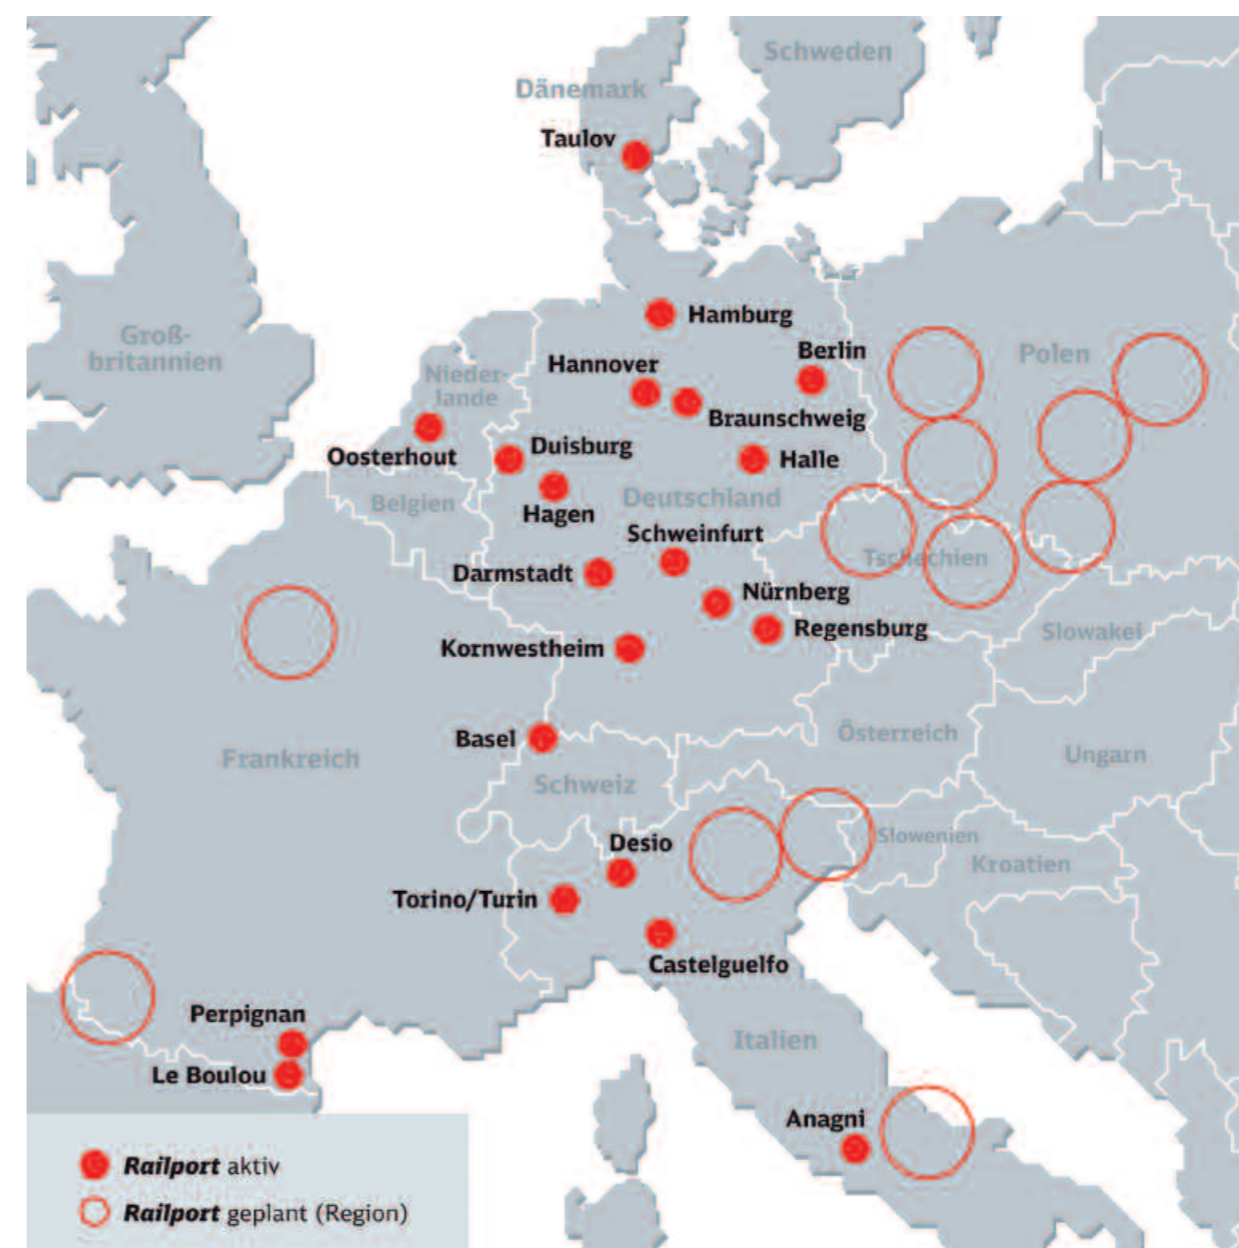 Schweden
Dänemark
Taulov
Hamburg
Groß-
britannien
Hannover
Berlin
Polen
Nieder-
lande
Braunschweig
Oosterhout
Duisburg
Halle
Belgien
Hagen
Deutschland
Schweinfurt
Tschechien
Darmstadt
Nürnberg
Regensburg
Slowakei
Kornwestheim
Basel
Österreich
Frankreich
Ungarn
Schweiz
Desio
Slowenien
Kroatien
Torino/Turin
Castelguelfo
Perpignan
Italien
Le Boulou
Anagni
Railport aktiv
Railport geplant (Region)